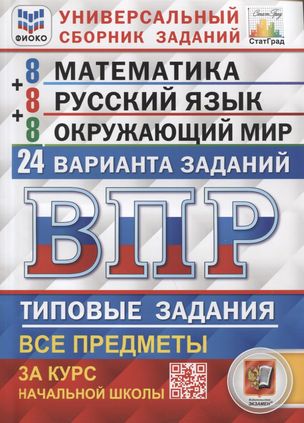 ФИОКО
УНИВЕРСАЛЬНЫЙ
СБОРНИК ЗАДАНИЙ
СтатГрад
8 МАТЕМАТИКА
+ 8 РУССКИЙ ЯЗЫК
+ 8 ОКРУЖАЮЩИЙ МИР
24 ВАРИАНТА ЗАДАНИЙ
ВПР
ТИПОВЫЕ ЗАДАНИЯ
ВСЕ ПРЕДМЕТЫ
ЗА КУРС
НАЧАЛЬНОЙ ШКОЛЫ
ЭКЗАМЕН